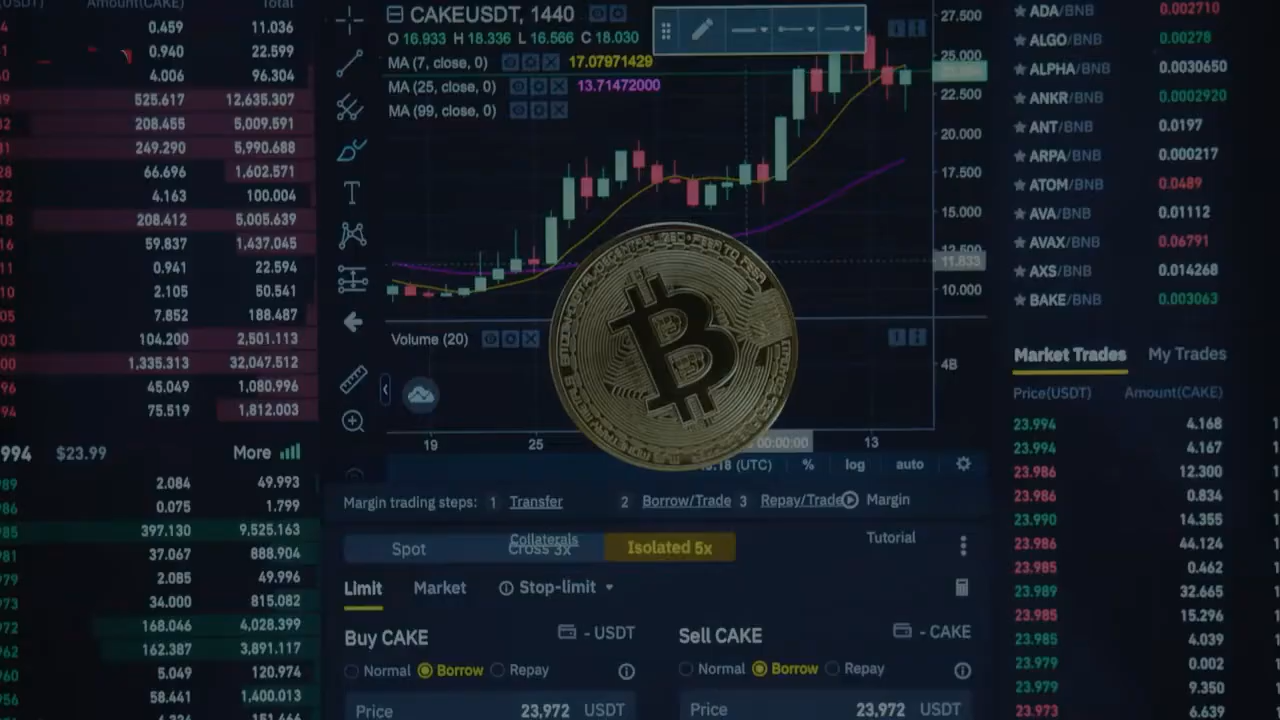 (USDT) Amount(CAKE) Total
0.459 11.036
0.940 22.599
4.006 96.304
525.617 12,635.307
208.455 5,009.591
249.290 5,990.688
66.696 1,602.571
4.163 100.004
208.412 5,005.639
59.837 1,437.045
0.941 22.594
2.105 50.541
7.852 188.487
104.200 2,501.113
1,335.313 32,047.512
45.049 1,080.996
75.519 1,812.003
994 $23.99 More
2.084 49.993
0.075 1.799
397.130 9,525.163
37.067 888.904
2.085 49.996
34.000 815.082
168.046 4,028.399
162.387 3,891.117
5.049 120.974
58.441 1,400.013
CAKEUSDT, 1440
O 16.933 H 18.336 L 16.566 C 18.030
MA (7, close, 0) 17.07971429
MA (25, close, 0) 13.71472000
MA (99, close, 0)
27.500
25.000
22.500
20.000
17.500
15.000
12.500
11.833
10.000
Volume (20)
4B
19 25 00:00:00 13
(UTC) % log auto
Margin trading steps: 1 Transfer 2 Borrow/Trade 3 Repay/Trade Margin
Tutorial
Collaterals
Spot Cross 3x Isolated 5x
Limit Market Stop-limit
Buy CAKE - USDT
Normal Borrow Repay
Price 23,972 USDT
Sell CAKE - CAKE
Normal Borrow Repay
Price 23,972 USDT
ADA/BNB 0.002710
ALGO/BNB 0.00278
ALPHA/BNB 0.0030650
ANKR/BNB 0.0002920
ANT/BNB 0.0197
ARPA/BNB 0.000217
ATOM/BNB 0.0489
AVA/BNB 0.01112
AVAX/BNB 0.06791
AXS/BNB 0.014268
BAKE/BNB 0.003063
Market Trades My Trades
Price(USDT) Amount(CAKE)
23.994 4.168
23.994 4.167
23.986 12.300
23.986 0.834
23.990 14.355
23.986 44.124
23.985 0.462
23.989 32.665
23.985 15.296
23.985 4.039
23.979 0.002
23.979 9.350
23.973 6.639